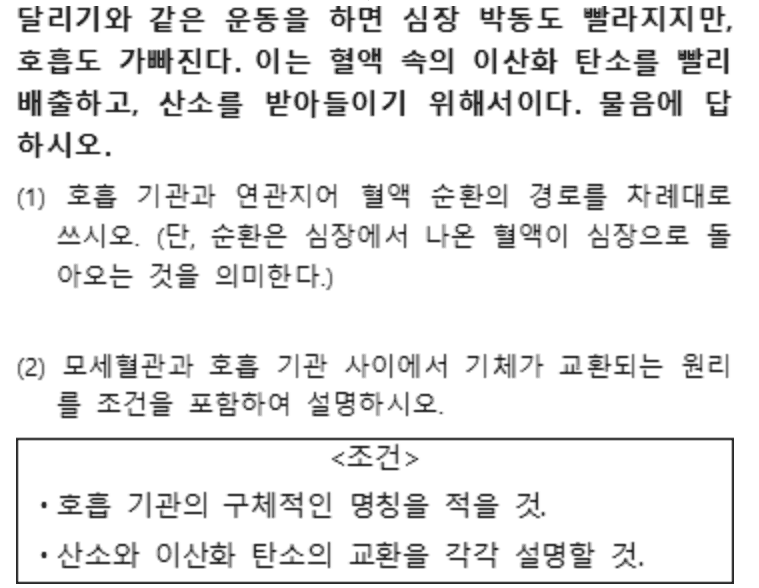 달리기와 같은 운동을 하면 심장 박동도 빨라지지만,
호흡도 가빠진다. 이는 혈액 속의 이산화 탄소를 빨리
배출하고, 산소를 받아들이기 위해서이다. 물음에 답
하시오.
(1) 호흡 기관과 연관지어 혈액 순환의 경로를 차례대로
쓰시오. (단, 순환은 심장에서 나온 혈액이 심장으로 돌
아오는 것을 의미한다.)
(2) 모세혈관과 호흡 기관 사이에서 기체가 교환되는 원리
를 조건을 포함하여 설명하시오.
<조건>
• 호흡 기관의 구체적인 명칭을 적을 것.
• 산소와 이산화 탄소의 교환을 각각 설명할 것.